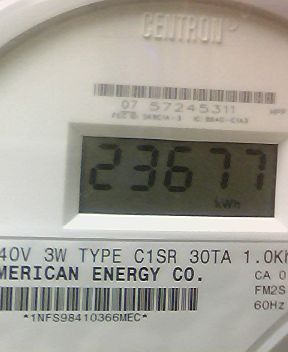 CENTRON
07 57245311
23677
kWh
40V 3W TYPE C1SR 30TA 1.0Kh
MERICAN ENERGY CO.
CA 0
FM2S
60Hz
*1NFS98410366MEC*